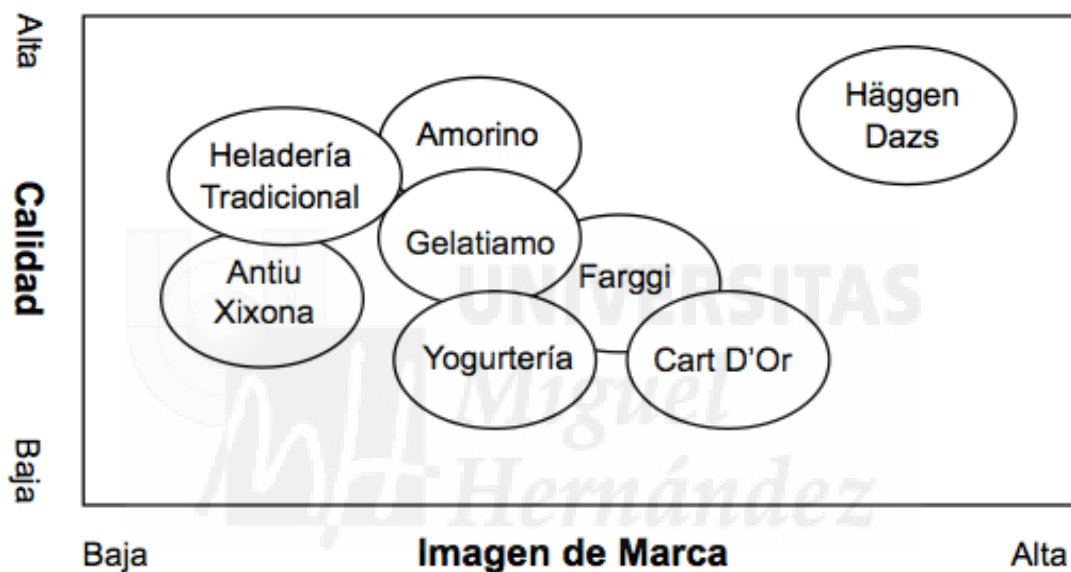 Alta
Häggen
Dazs
Amorino
Heladería
Tradicional
Calidad
Gelatiamo
Antiu
Xixona
Farggi
UNIVERSITAS
Yogurtería
Cart D'Or
Miguel
Baja
Hernández
Baja
Imagen de Marca
Alta